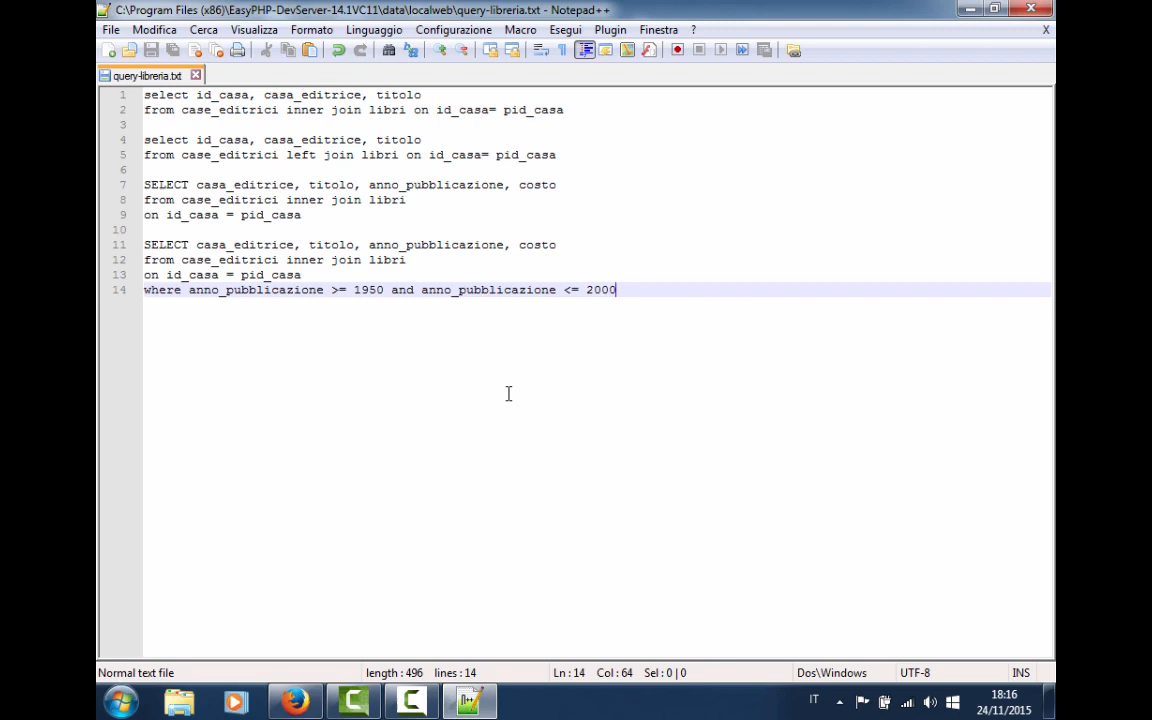 C:\Program Files (x86)\EasyPHP-DevServer-14.1VC11\data\localweb\query-libreria.txt - Notepad++
File Modifica Cerca Visualizza Formato Linguaggio Configurazione Macro Esegui Plugin Finestra ? X
query-libreria.txt
1 select id_casa, casa_editrice, titolo
2 from case_editrici inner join libri on id_casa= pid_casa
3
4 select id_casa, casa_editrice, titolo
5 from case_editrici left join libri on id_casa= pid_casa
6
7 SELECT casa_editrice, titolo, anno_pubblicazione, costo
8 from case_editrici inner join libri
9 on id_casa = pid_casa
10
11 SELECT casa_editrice, titolo, anno_pubblicazione, costo
12 from case_editrici inner join libri
13 on id_casa = pid_casa
14 where anno_pubblicazione >= 1950 and anno_pubblicazione <= 2000
Normal text file length : 496 lines : 14 Ln : 14 Col : 64 Sel : 0 | 0 Dos\Windows UTF-8 INS
IT 18:16
24/11/2015